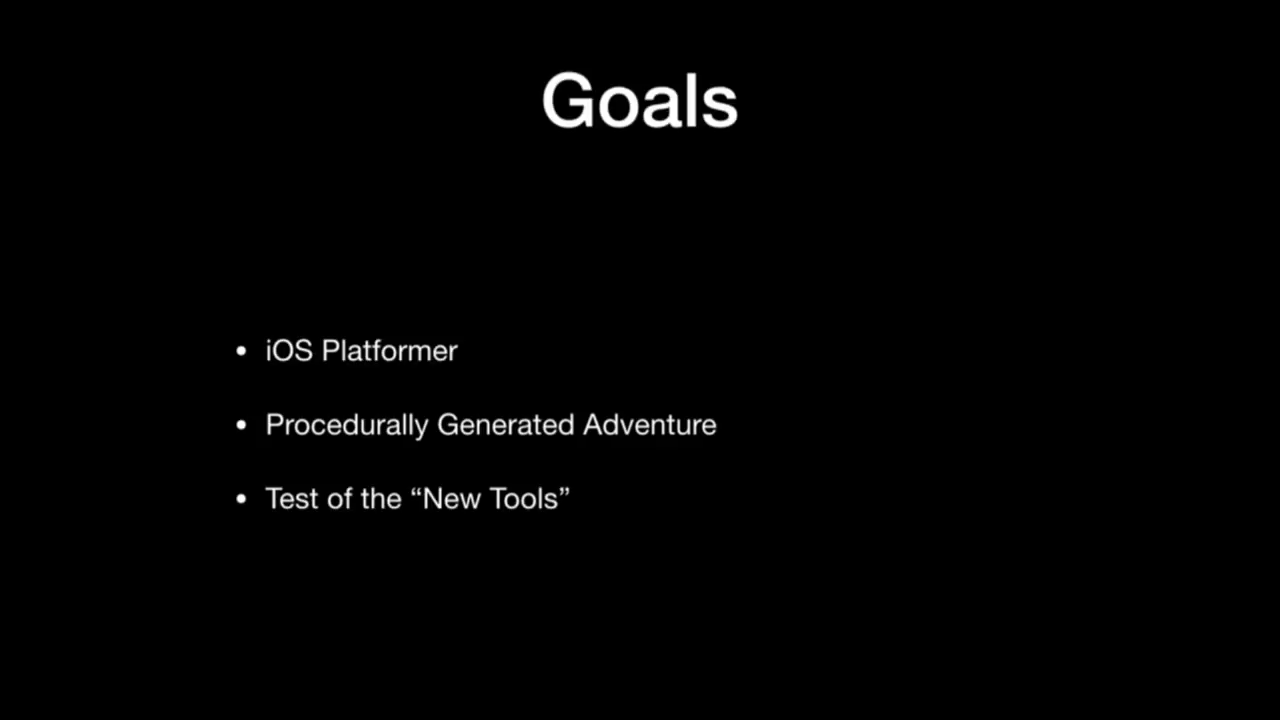 Goals
• iOS Platformer
• Procedurally Generated Adventure
• Test of the “New Tools”